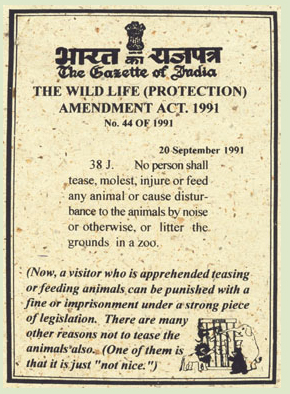 भारत का राजपत्र
The Gazette of India
THE WILD LIFE (PROTECTION)
AMENDMENT ACT. 1991
No. 44 OF 1991
20 September 1991
38 J. No person shall
tease, molest, injure or feed
any animal or cause distur-
bance to the animals by noise
or otherwise, or litter the
grounds in a zoo.
(Now, a visitor who is apprehended teasing
or feeding animals can be punished with a
fine or imprisonment under a strong piece
of legislation. There are many
other reasons not to tease the
animals also. (One of them is
that it is just "not nice.")